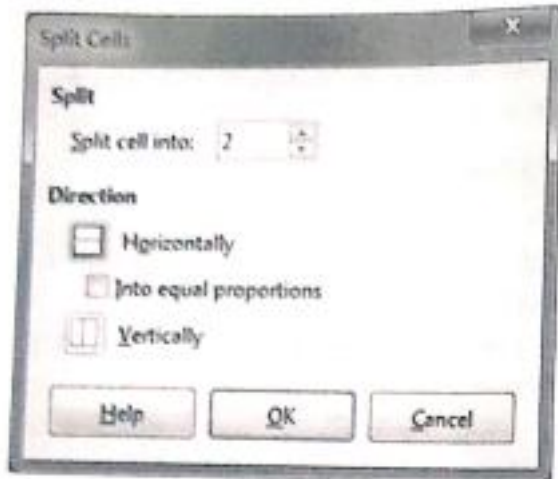 Split Cells
Split
Split cell into: 2
Direction
Horizontally
Into equal proportions
Vertically
Help OK Cancel